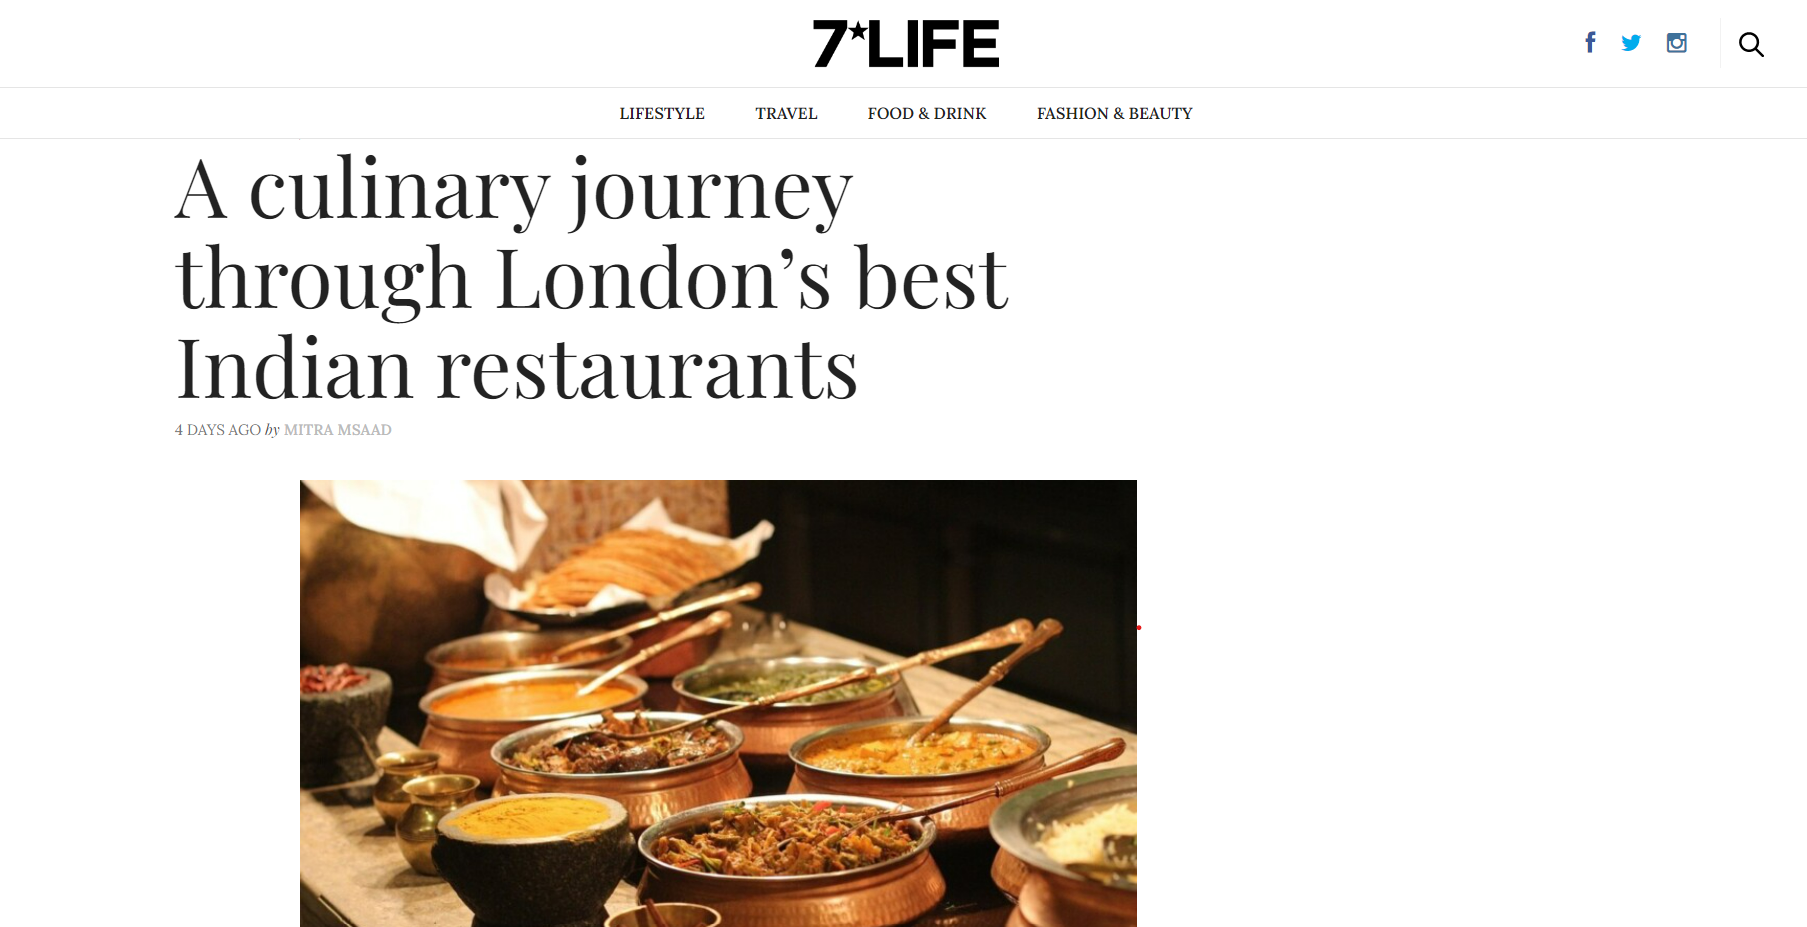 7★LIFE
LIFESTYLE TRAVEL FOOD & DRINK FASHION & BEAUTY
A culinary journey
through London’s best
Indian restaurants
4 DAYS AGO by MITRA MSAAD